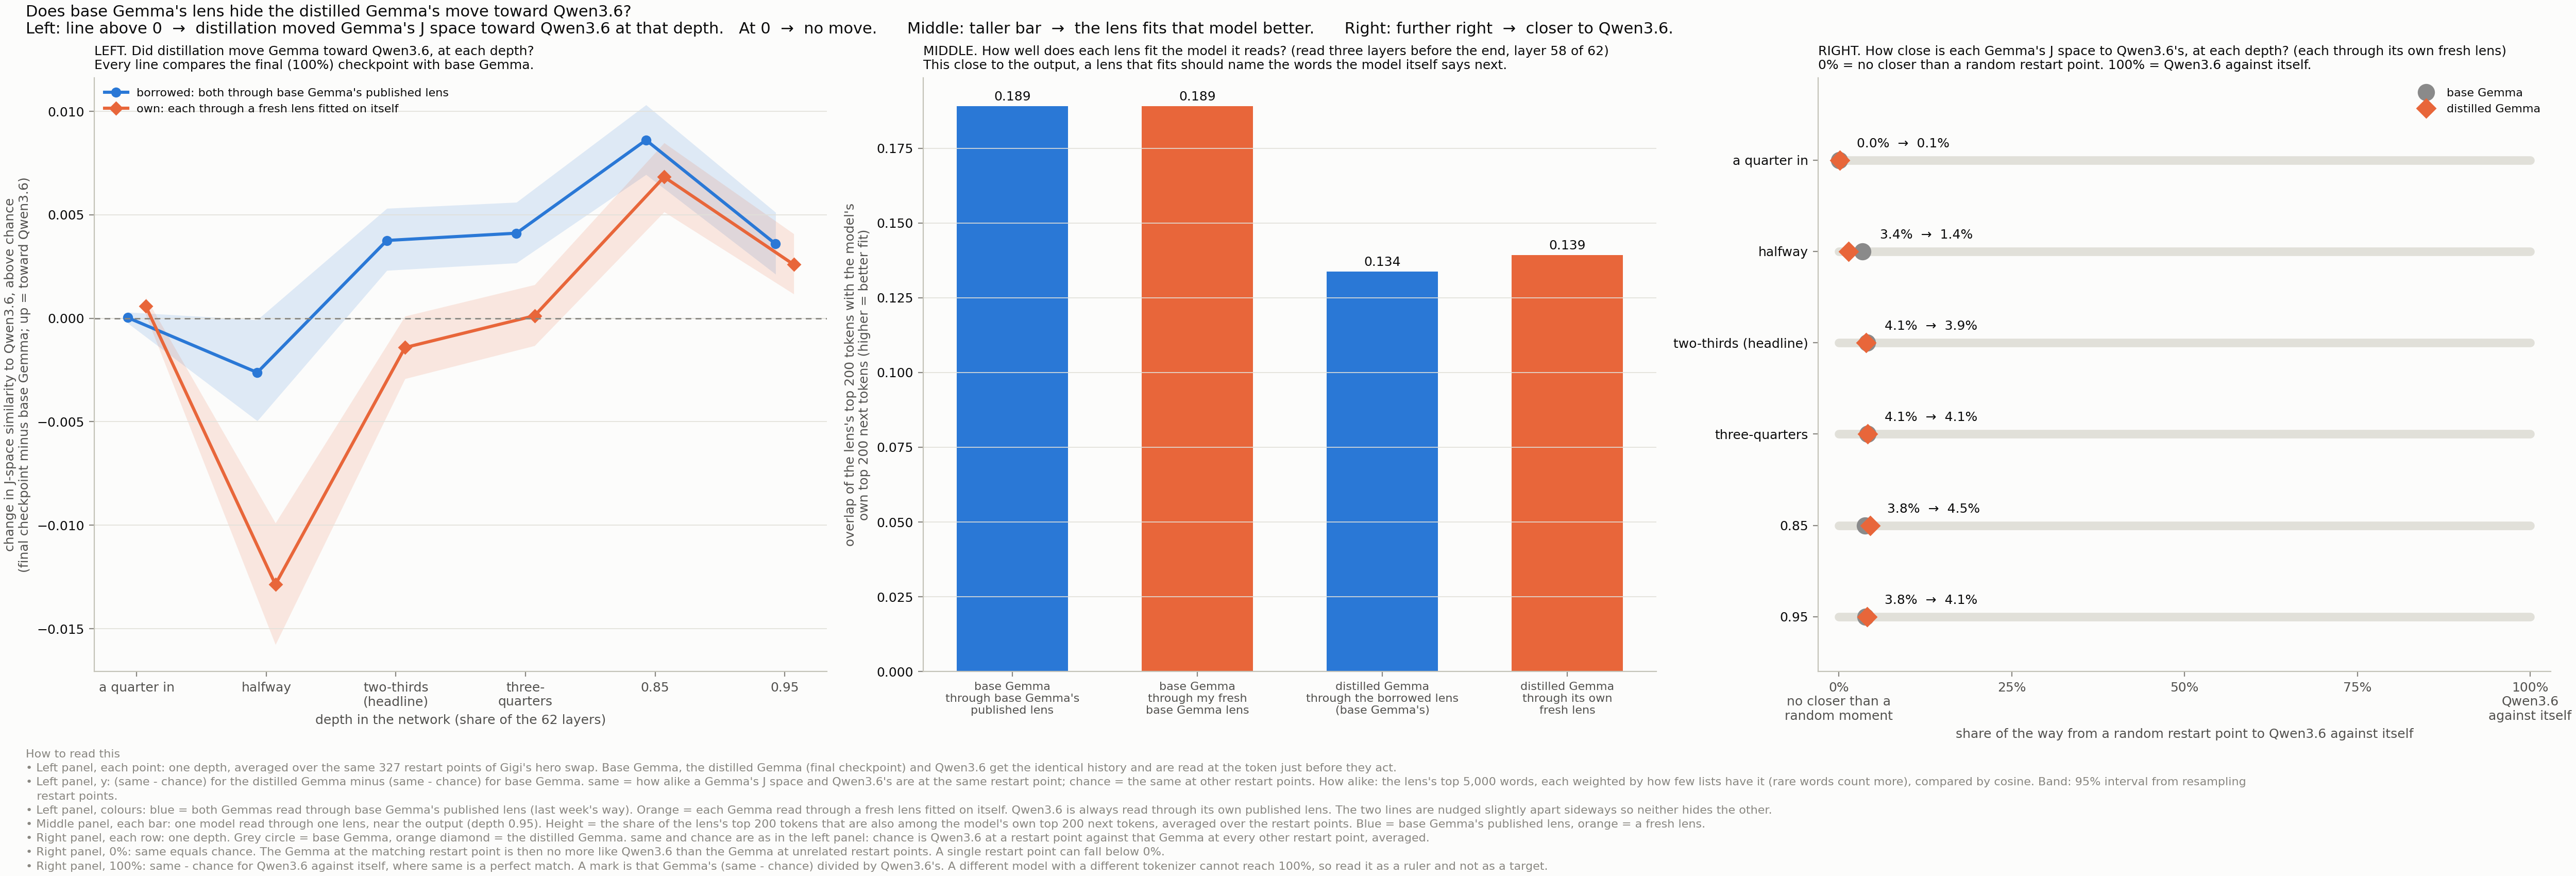 Does base Gemma's lens hide the distilled Gemma's move toward Qwen3.6?
Left: line above 0 → distillation moved Gemma's J space toward Qwen3.6 at that depth. At 0 → no move. Middle: taller bar → the lens fits that model better. Right: further right → closer to Qwen3.6.
LEFT. Did distillation move Gemma toward Qwen3.6, at each depth?
Every line compares the final (100%) checkpoint with base Gemma.
borrowed: both through base Gemma's published lens
own: each through a fresh lens fitted on itself
change in J-space similarity to Qwen3.6, above chance
(final checkpoint minus base Gemma; up = toward Qwen3.6)
0.010
0.005
0.000
−0.005
−0.010
−0.015
a quarter in
halfway
two-thirds
(headline)
three-
quarters
0.85
0.95
depth in the network (share of the 62 layers)
MIDDLE. How well does each lens fit the model it reads? (read three layers before the end, layer 58 of 62)
This close to the output, a lens that fits should name the words the model itself says next.
overlap of the lens's top 200 tokens with the model's
own top 200 next tokens (higher = better fit)
0.175
0.150
0.125
0.100
0.075
0.050
0.025
0.000
0.189
0.189
0.134
0.139
base Gemma
through base Gemma's
published lens
base Gemma
through my fresh
base Gemma lens
distilled Gemma
through the borrowed lens
(base Gemma's)
distilled Gemma
through its own
fresh lens
RIGHT. How close is each Gemma's J space to Qwen3.6's, at each depth? (each through its own fresh lens)
0% = no closer than a random restart point. 100% = Qwen3.6 against itself.
base Gemma
distilled Gemma
a quarter in
0.0% → 0.1%
halfway
3.4% → 1.4%
two-thirds (headline)
4.1% → 3.9%
three-quarters
4.1% → 4.1%
0.85
3.8% → 4.5%
0.95
3.8% → 4.1%
0%
no closer than a
random moment
25%
50%
75%
100%
Qwen3.6
against itself
share of the way from a random restart point to Qwen3.6 against itself
How to read this
• Left panel, each point: one depth, averaged over the same 327 restart points of Gigi's hero swap. Base Gemma, the distilled Gemma (final checkpoint) and Qwen3.6 get the identical history and are read at the token just before they act.
• Left panel, y: (same - chance) for the distilled Gemma minus (same - chance) for base Gemma. same = how alike a Gemma's J space and Qwen3.6's are at the same restart point; chance = the same at other restart points. How alike: the lens's top 5,000 words, each weighted by how few lists have it (rare words count more), compared by cosine. Band: 95% interval from resampling
restart points.
• Left panel, colours: blue = both Gemmas read through base Gemma's published lens (last week's way). Orange = each Gemma read through a fresh lens fitted on itself. Qwen3.6 is always read through its own published lens. The two lines are nudged slightly apart sideways so neither hides the other.
• Middle panel, each bar: one model read through one lens, near the output (depth 0.95). Height = the share of the lens's top 200 tokens that are also among the model's own top 200 next tokens, averaged over the restart points. Blue = base Gemma's published lens, orange = a fresh lens.
• Right panel, each row: one depth. Grey circle = base Gemma, orange diamond = the distilled Gemma. same and chance are as in the left panel: chance is Qwen3.6 at a restart point against that Gemma at every other restart point, averaged.
• Right panel, 0%: same equals chance. The Gemma at the matching restart point is then no more like Qwen3.6 than the Gemma at unrelated restart points. A single restart point can fall below 0%.
• Right panel, 100%: same - chance for Qwen3.6 against itself, where same is a perfect match. A mark is that Gemma's (same - chance) divided by Qwen3.6's. A different model with a different tokenizer cannot reach 100%, so read it as a ruler and not as a target.